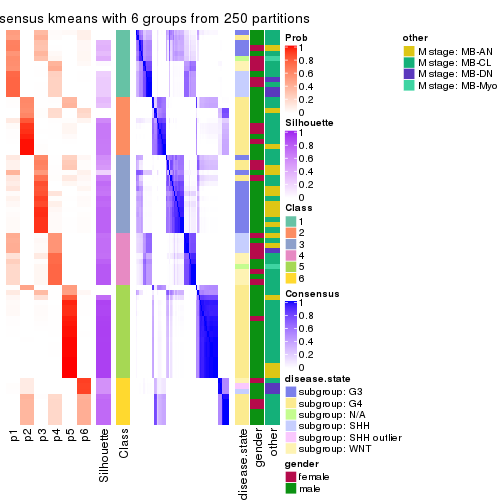 sensus kmeans with 6 groups from 250 partitions
p1
p2
p3
p4
p5
p6
Silhouette
Class
disease.state
gender
other
Prob
1
0.8
0.6
0.4
0.2
0
Silhouette
1
0.8
0.6
0.4
0.2
0
Class
1
2
3
4
5
6
Consensus
1
0.8
0.6
0.4
0.2
0
disease.state
subgroup: G3
subgroup: G4
subgroup: N/A
subgroup: SHH
subgroup: SHH outlier
subgroup: WNT
gender
female
male
other
M stage: MB-AN
M stage: MB-CL
M stage: MB-DN
M stage: MB-Myo